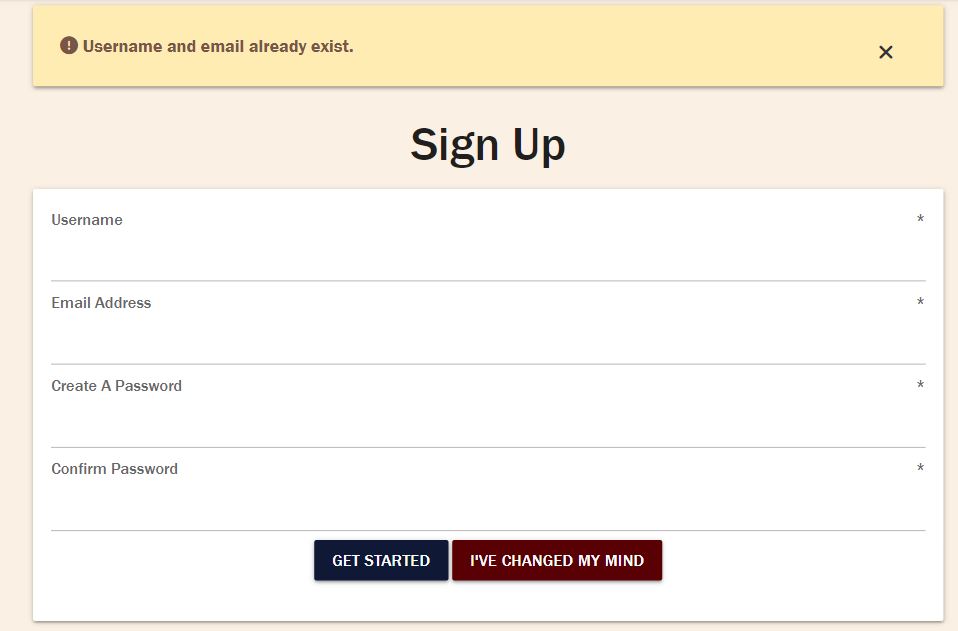 Username and email already exist.
Sign Up
Username *
Email Address *
Create A Password *
Confirm Password *
GET STARTED I'VE CHANGED MY MIND